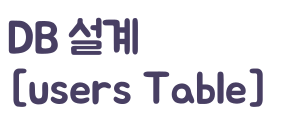 DB 설계
[users Table]